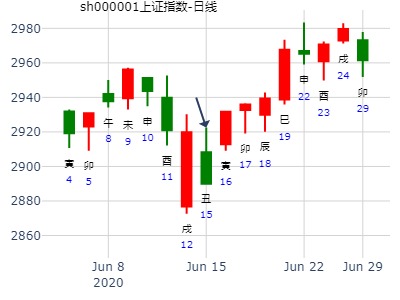 sh000001上证指数-日线
2980
2960
2940
2920
2900
2880
2860
寅
4
卯
5
午
8
未
9
申
10
酉
11
戌
12
丑
15
寅
16
卯
17
辰
18
巳
19
申
22
酉
23
戌
24
卯
29
Jun 8
2020
Jun 15
Jun 22
Jun 29